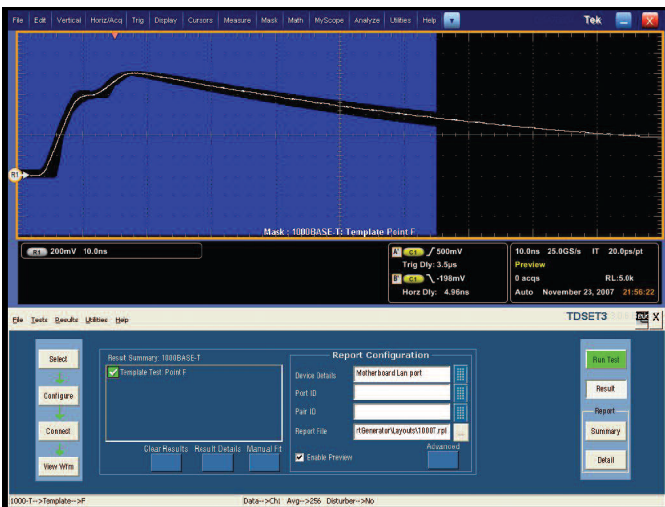 File Edit Vertical Horiz/Acq Trig Display Cursors Measure Mask Math MyScope Analyze Utilities Help Tek X
R1
Mask : 1000BASE-T: Template Point F
R1 200mV 10.0ns
A' C1 500mV
Trig Dly: 3.5µs
B' C1 -198mV
Horz Dly: 4.96ns
10.0ns 25.0GS/s IT 20.0ps/pt
Preview
0 acqs RL:5.0k
Auto November 23, 2007 21:56:22
File Tests Results Utilities Help TDSET3 X
Select
Configure
Connect
View Wfm
Result Summary: 1000BASE-T
Template Test Point F
Clear Results Result Details Manual Fit
Report Configuration
Device Details Motherboard Lan port
Port ID
Pair ID
Report File rtGenerator\Layouts\1000T.rpl ...
Enable Preview
Advanced
Run Test
Result
Report
Summary
Detail
1000-T-->Template-->F Data-->Ch1 Avg-->256 Disturber-->No